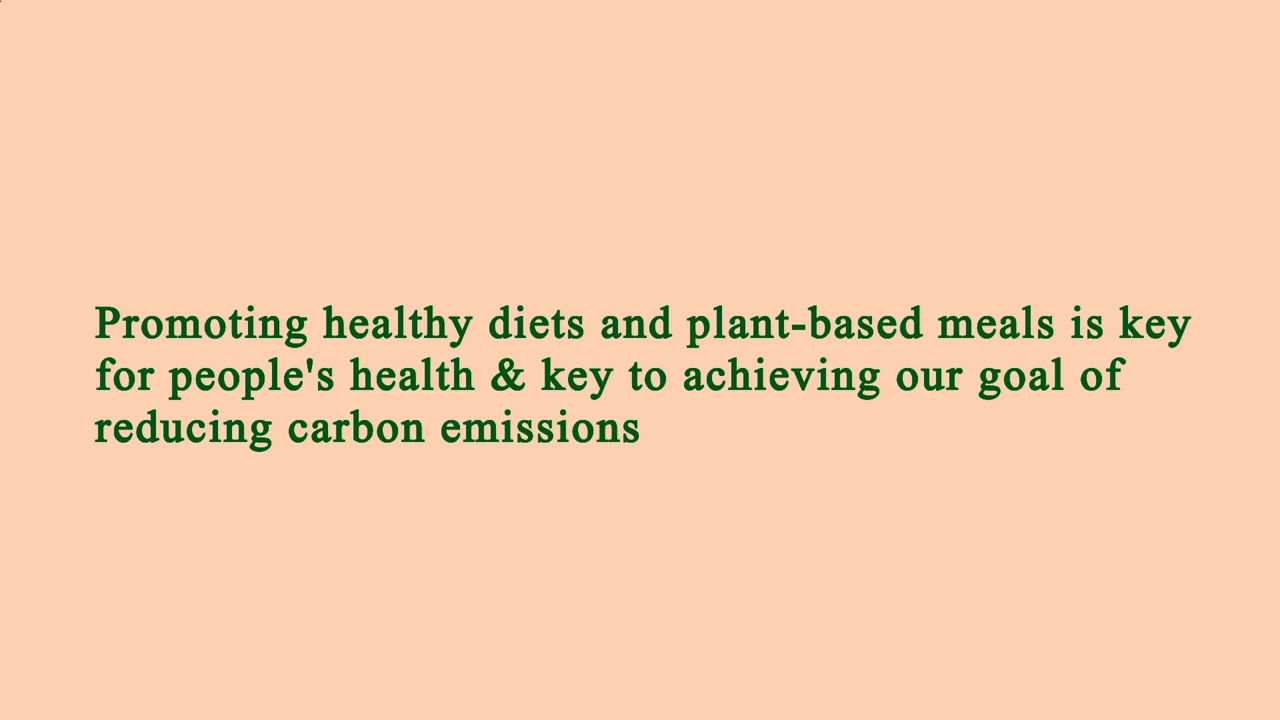 Promoting healthy diets and plant-based meals is key
for people's health & key to achieving our goal of
reducing carbon emissions